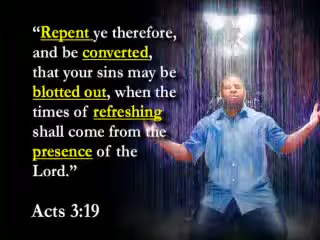 “Repent ye therefore,
and be converted,
that your sins may be
blotted out, when the
times of refreshing
shall come from the
presence of the
Lord.”
Acts 3:19